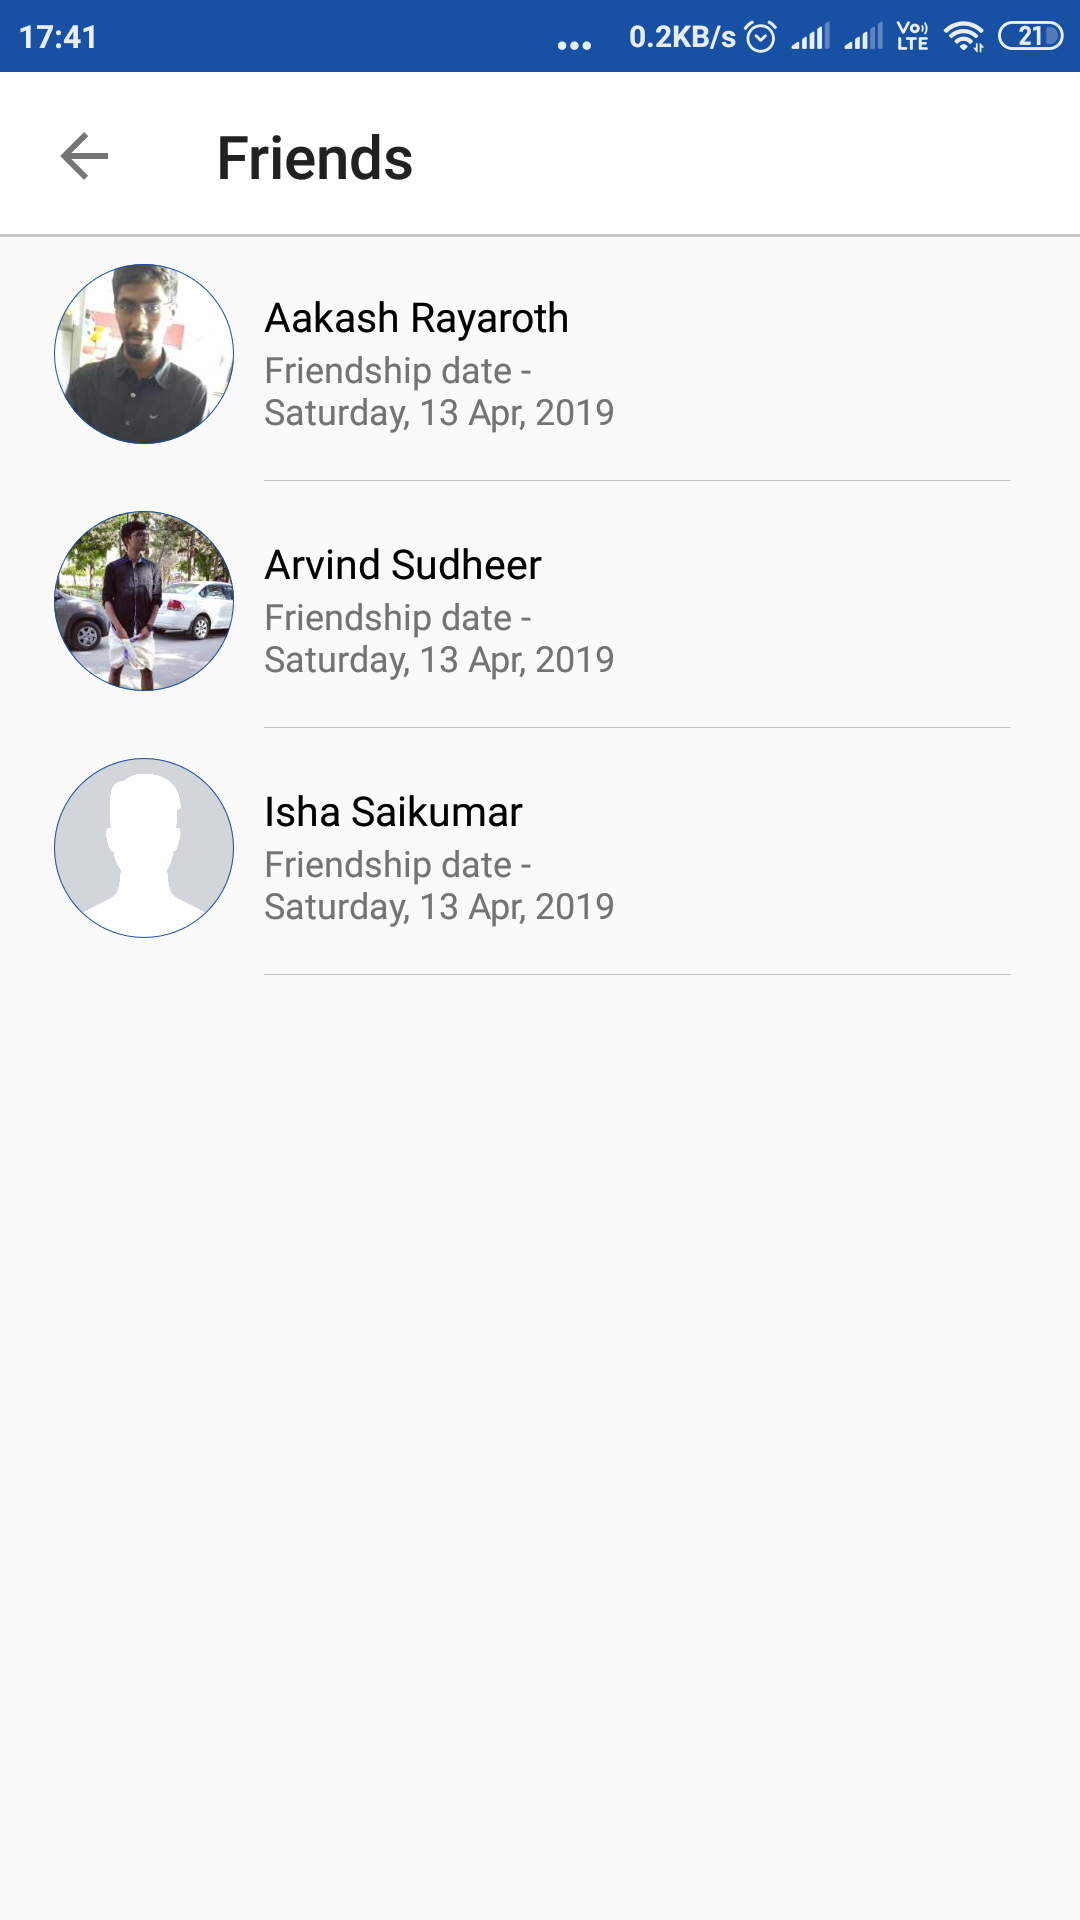 17:41 ... 0.2KB/s Vo)) LTE 21
Friends
Aakash Rayaroth
Friendship date -
Saturday, 13 Apr, 2019
Arvind Sudheer
Friendship date -
Saturday, 13 Apr, 2019
Isha Saikumar
Friendship date -
Saturday, 13 Apr, 2019